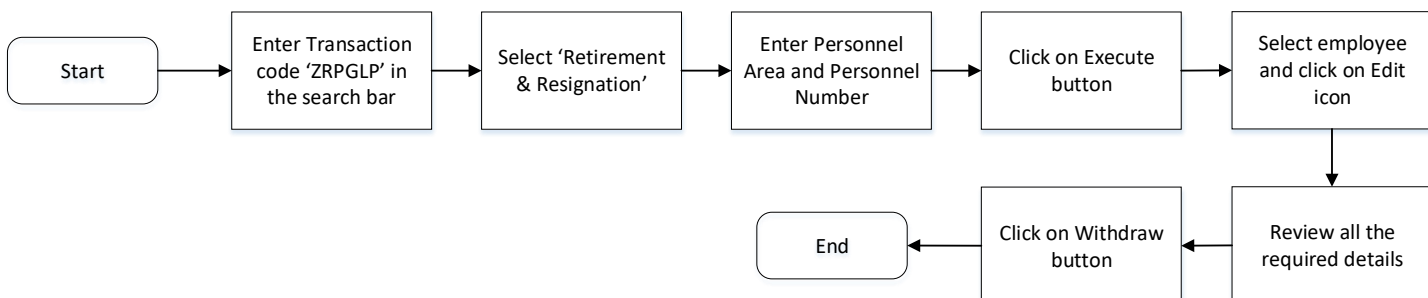 Start
Enter Transaction
code ‘ZRPGLP’ in
the search bar
Select ‘Retirement
& Resignation’
Enter Personnel
Area and Personnel
Number
Click on Execute
button
Select employee
and click on Edit
icon
Review all the
required details
Click on Withdraw
button
End